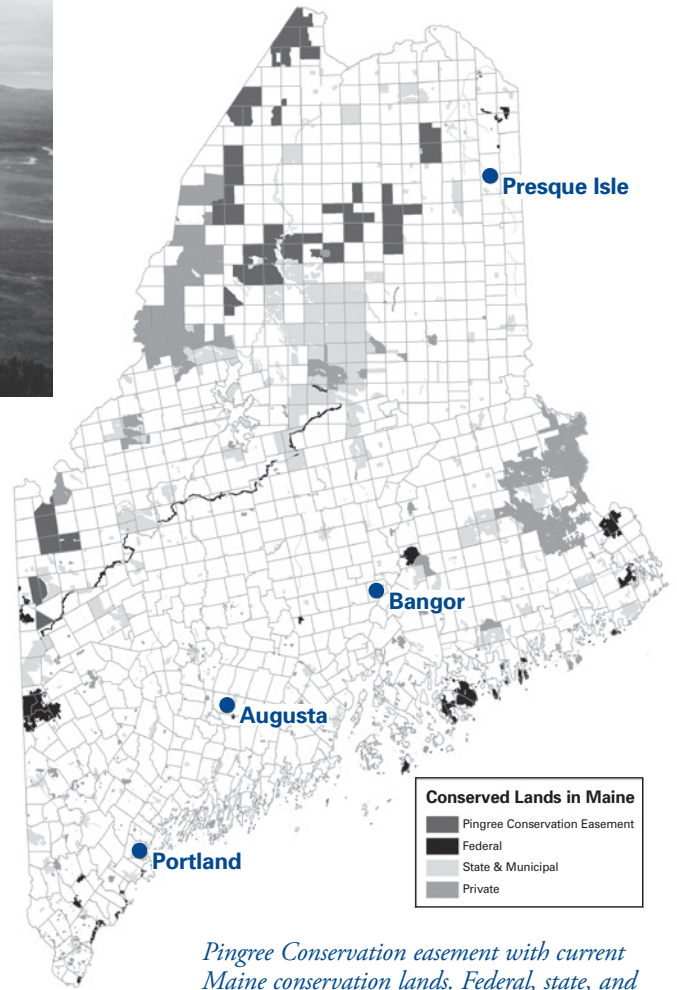 Presque Isle
Bangor
Augusta
Conserved Lands in Maine
Pingree Conservation Easement
Federal
State & Municipal
Private
Portland
Pingree Conservation easement with current
Maine conservation lands. Federal, state, and